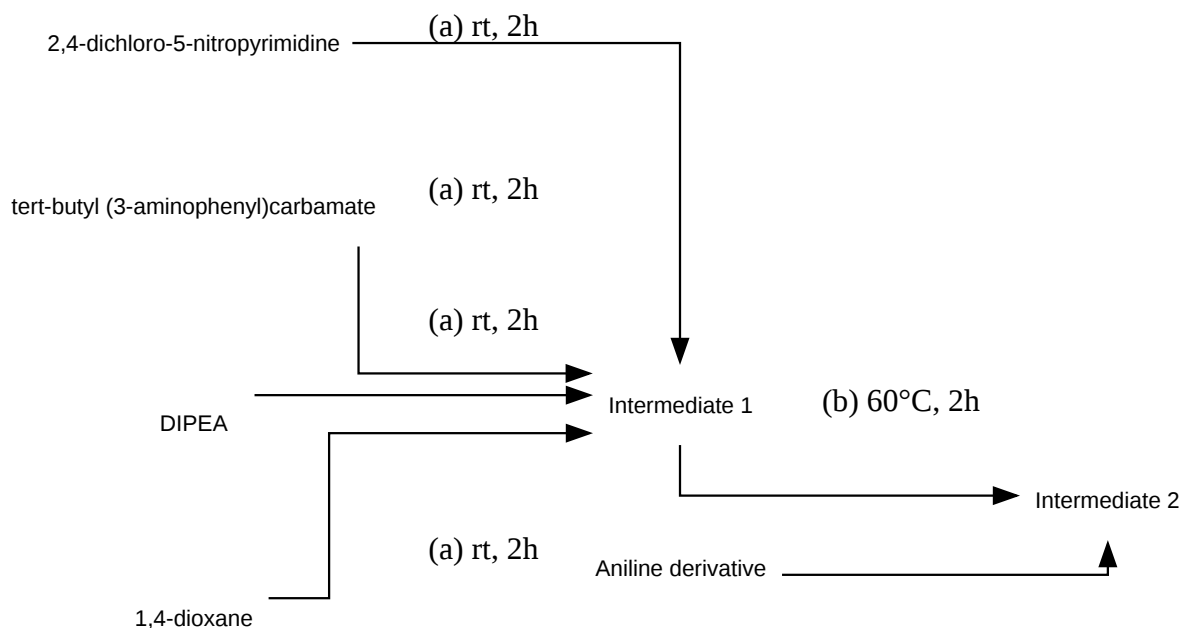 (a) rt, 2h
2,4-dichloro-5-nitropyrimidine
(a) rt, 2h
tert-butyl (3-aminophenyl)carbamate
(a) rt, 2h
Intermediate 1
(b) 60°C, 2h
DIPEA
Intermediate 2
(a) rt, 2h
Aniline derivative
1,4-dioxane